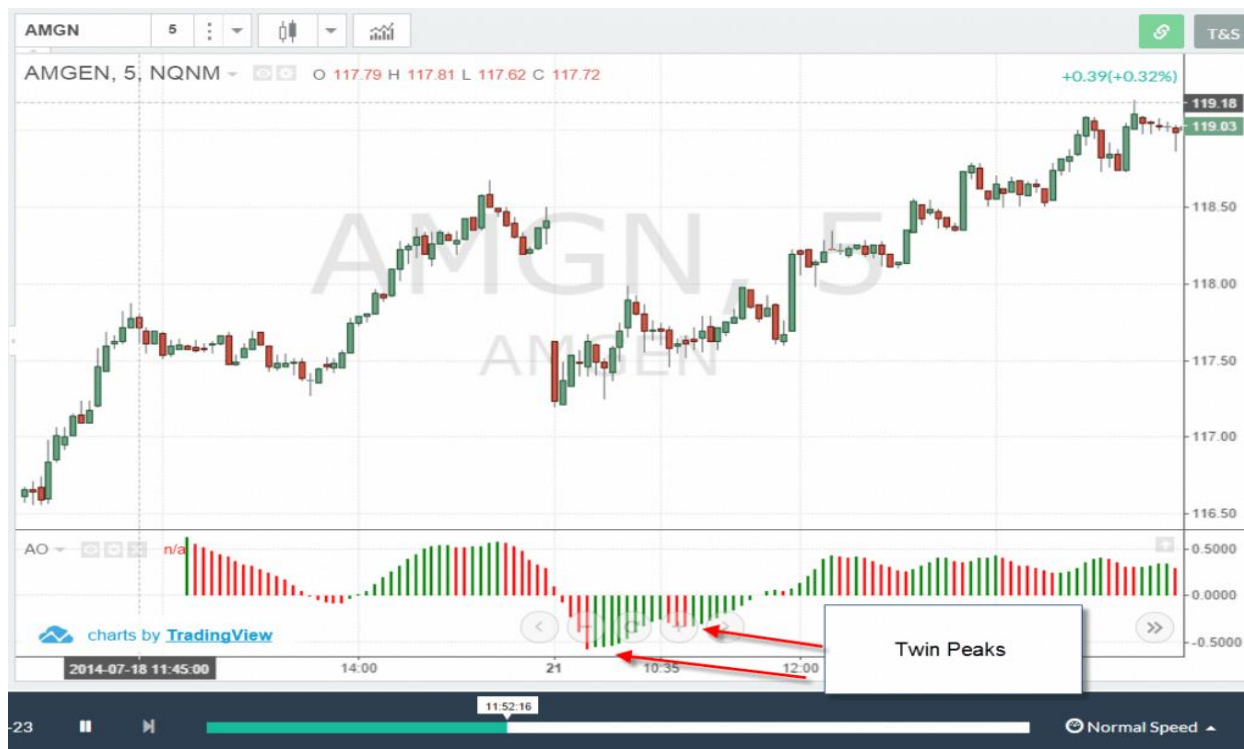 AMGN 5 T&S
AMGEN, 5, NQNM O 117.79 H 117.81 L 117.62 C 117.72 +0.39(+0.32%)
119.18
119.03
118.50
AMGN, 5
118.00
AMGEN
117.50
117.00
116.50
AO n/a 0.5000
0.0000
charts by TradingView
-0.5000
Twin Peaks
2014-07-18 11:45:00 14:00 21 10:35 12:00
11:52:16
-23 Normal Speed